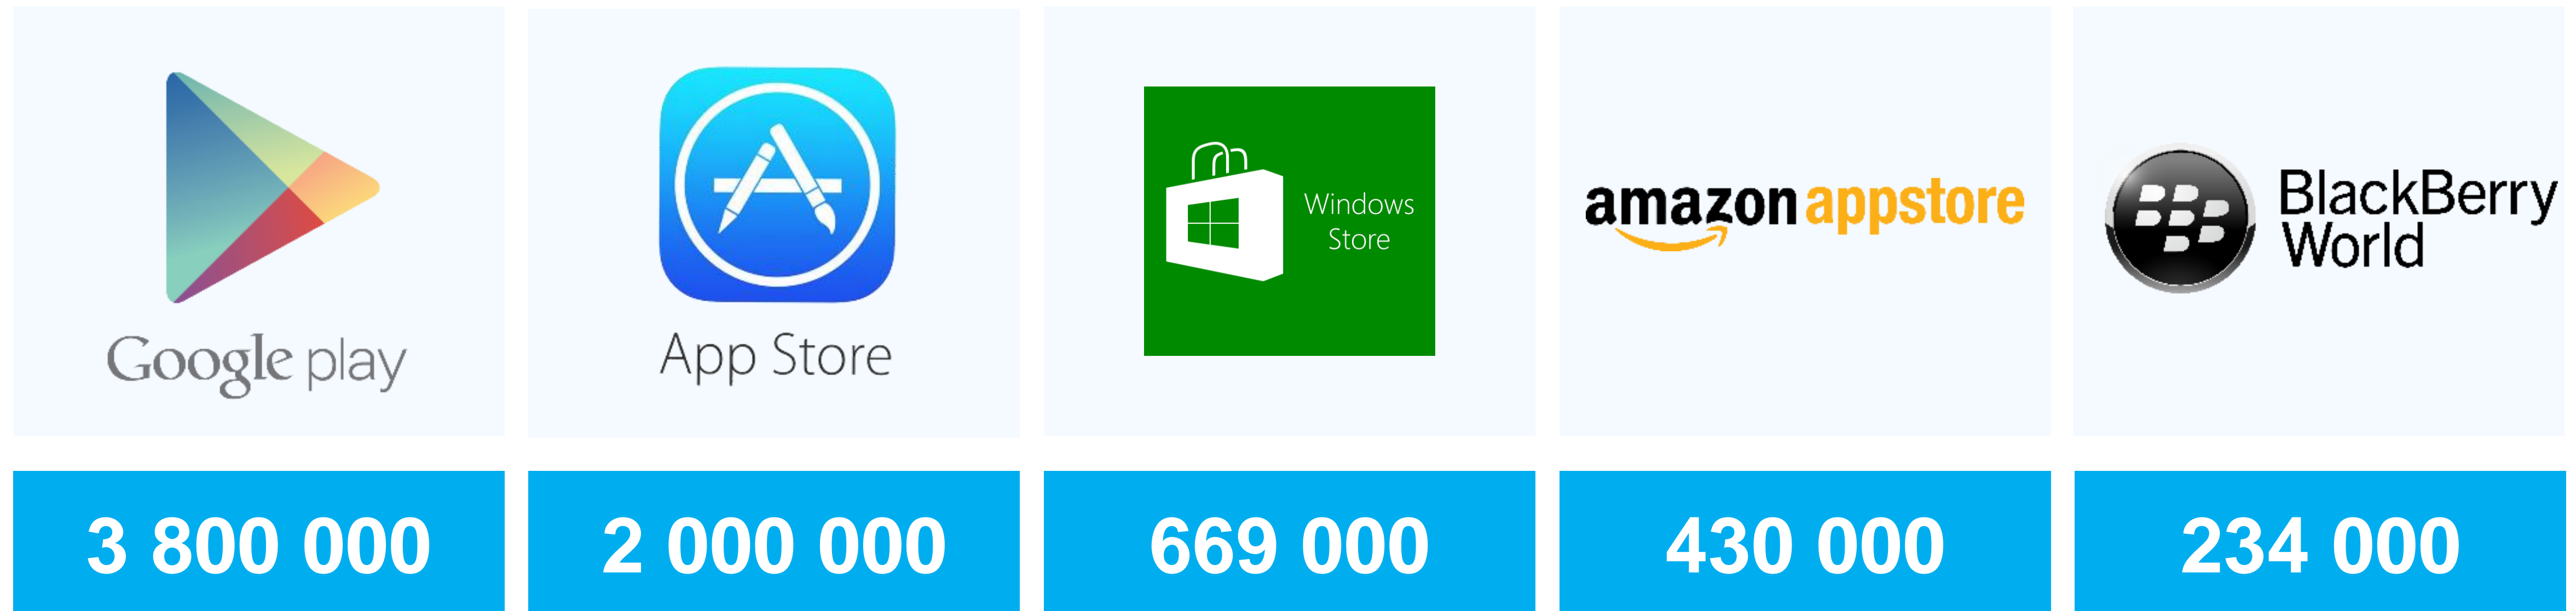 Google play
App Store
Windows
Store
amazon appstore
BlackBerry
World
3 800 000
2 000 000
669 000
430 000
234 000